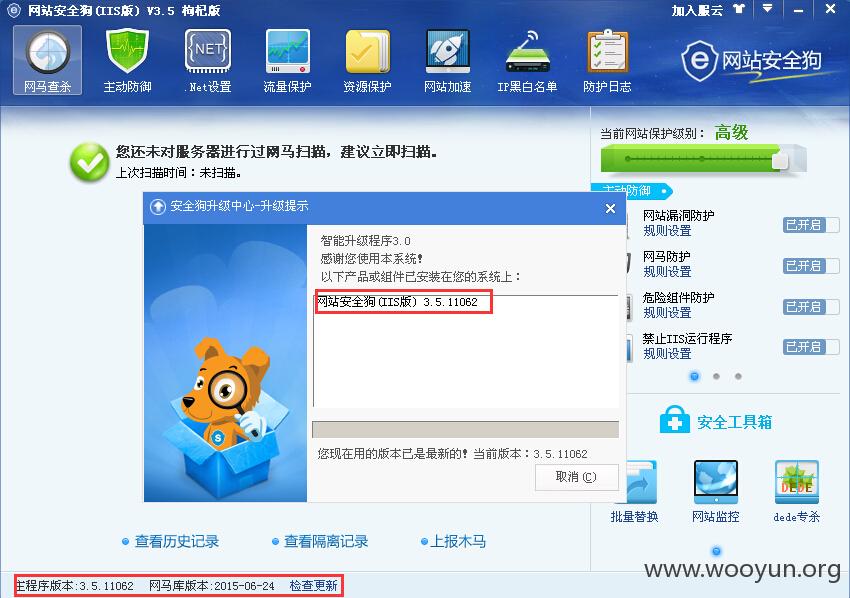 网站安全狗(IIS版) V3.5 枸杞版
加入服云
网马查杀
主动防御
.NET
.Net设置
流量保护
资源保护
网站加速
IP黑白名单
防护日志
网站安全狗
您还未对服务器进行过网马扫描，建议立即扫描。
上次扫描时间：未扫描。
当前网站保护级别： 高级
主动防御
网站漏洞防护
规则设置
已开启
网马防护
规则设置
已开启
危险组件防护
规则设置
已开启
禁止IIS运行程序
规则设置
已开启
安全狗升级中心-升级提示
智能升级程序3.0
感谢您使用本系统!
以下产品或组件已安装在您的系统上：
网站安全狗(IIS版) 3.5.11062
您现在用的版本已是最新的! 当前版本：3.5.11062
取消(C)
S
安全工具箱
批量替换
网站监控
DEDE
dede专杀
查看历史记录
查看隔离记录
上报木马
www.wooyun.org
主程序版本:3.5.11062 网马库版本:2015-06-24 检查更新